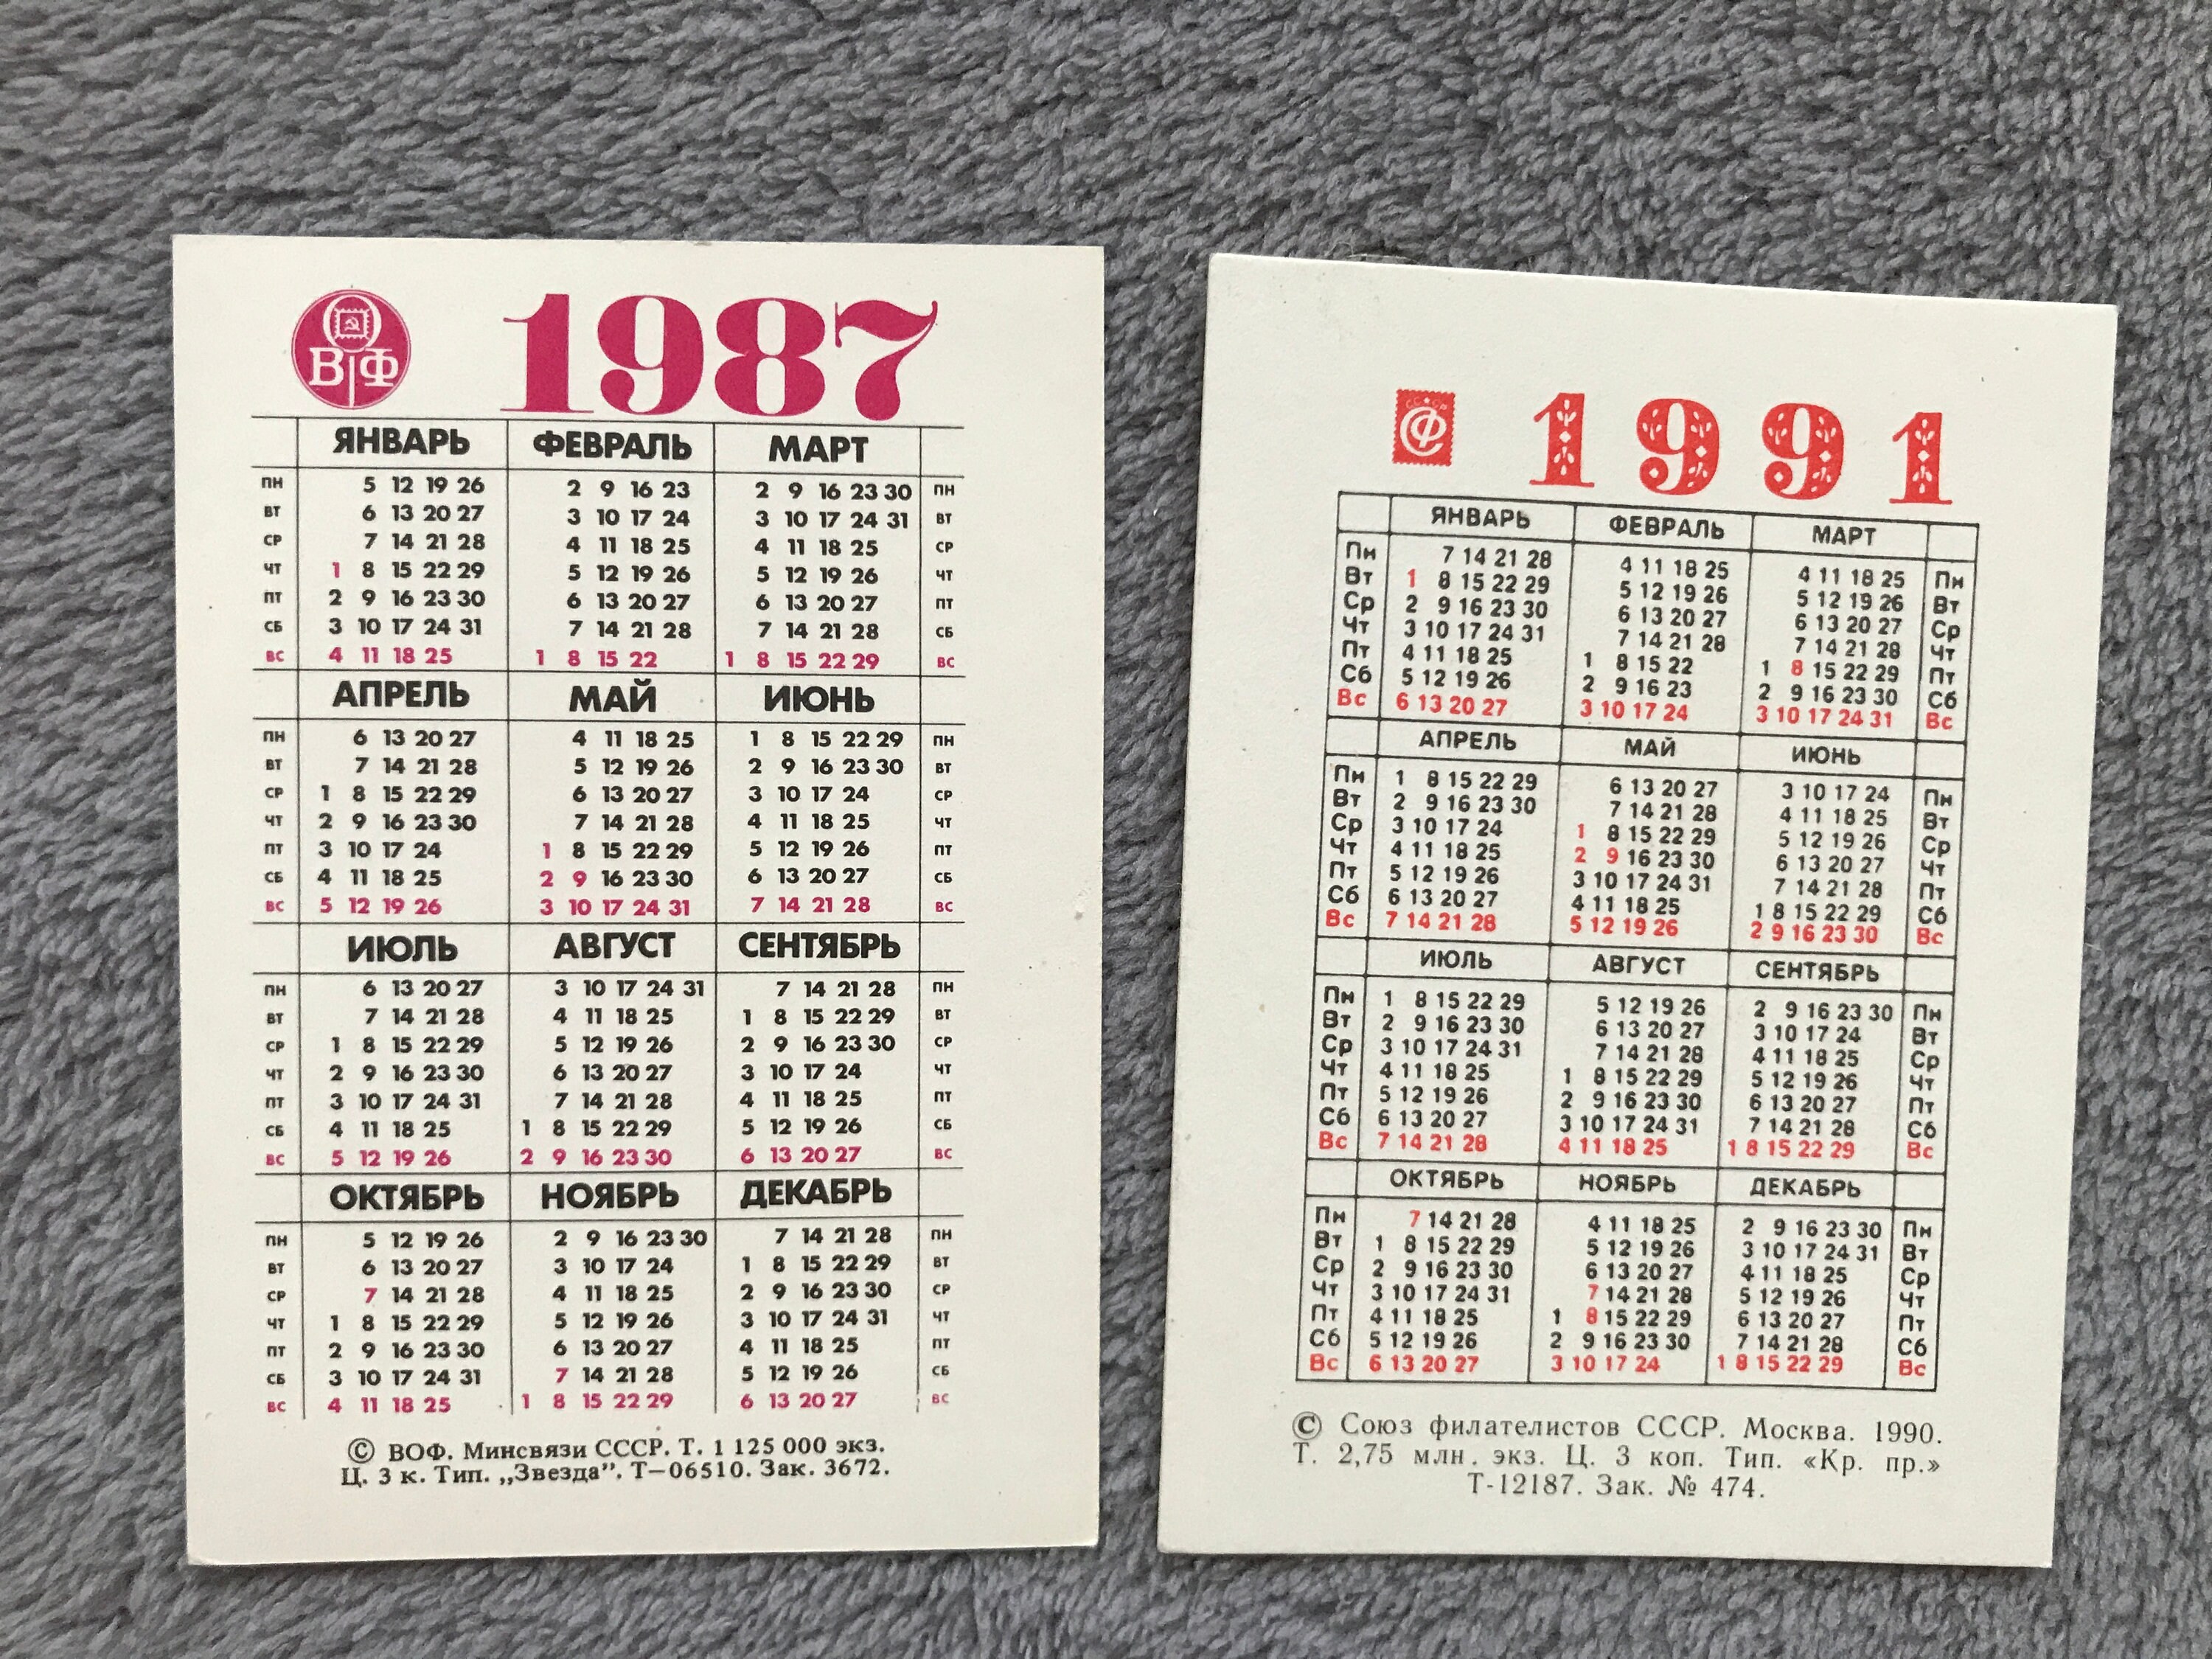 ВОФ 1987
ЯНВАРЬ ФЕВРАЛЬ МАРТ
ПН 5 12 19 26 2 9 16 23 2 9 16 23 30 ПН
ВТ 6 13 20 27 3 10 17 24 3 10 17 24 31 ВТ
СР 7 14 21 28 4 11 18 25 4 11 18 25 СР
ЧТ 1 8 15 22 29 5 12 19 26 5 12 19 26 ЧТ
ПТ 2 9 16 23 30 6 13 20 27 6 13 20 27 ПТ
СБ 3 10 17 24 31 7 14 21 28 7 14 21 28 СБ
ВС 4 11 18 25 1 8 15 22 1 8 15 22 29 ВС
АПРЕЛЬ МАЙ ИЮНЬ
ПН 6 13 20 27 4 11 18 25 1 8 15 22 29 ПН
ВТ 7 14 21 28 5 12 19 26 2 9 16 23 30 ВТ
СР 1 8 15 22 29 6 13 20 27 3 10 17 24 СР
ЧТ 2 9 16 23 30 7 14 21 28 4 11 18 25 ЧТ
ПТ 3 10 17 24 1 8 15 22 29 5 12 19 26 ПТ
СБ 4 11 18 25 2 9 16 23 30 6 13 20 27 СБ
ВС 5 12 19 26 3 10 17 24 31 7 14 21 28 ВС
ИЮЛЬ АВГУСТ СЕНТЯБРЬ
ПН 6 13 20 27 3 10 17 24 31 7 14 21 28 ПН
ВТ 7 14 21 28 4 11 18 25 1 8 15 22 29 ВТ
СР 1 8 15 22 29 5 12 19 26 2 9 16 23 30 СР
ЧТ 2 9 16 23 30 6 13 20 27 3 10 17 24 ЧТ
ПТ 3 10 17 24 31 7 14 21 28 4 11 18 25 ПТ
СБ 4 11 18 25 1 8 15 22 29 5 12 19 26 СБ
ВС 5 12 19 26 2 9 16 23 30 6 13 20 27 ВС
ОКТЯБРЬ НОЯБРЬ ДЕКАБРЬ
ПН 5 12 19 26 2 9 16 23 30 7 14 21 28 ПН
ВТ 6 13 20 27 3 10 17 24 1 8 15 22 29 ВТ
СР 7 14 21 28 4 11 18 25 2 9 16 23 30 СР
ЧТ 1 8 15 22 29 5 12 19 26 3 10 17 24 31 ЧТ
ПТ 2 9 16 23 30 6 13 20 27 4 11 18 25 ПТ
СБ 3 10 17 24 31 7 14 21 28 5 12 19 26 СБ
ВС 4 11 18 25 1 8 15 22 29 6 13 20 27 ВС
© ВОФ. Минсвязи СССР. Т. 1 125 000 экз.
Ц. 3 к. Тип. „Звезда". Т—06510. Зак. 3672.
СССР СФ 1991
ЯНВАРЬ ФЕВРАЛЬ МАРТ
Пн 7 14 21 28 4 11 18 25 4 11 18 25 Пн
Вт 1 8 15 22 29 5 12 19 26 5 12 19 26 Вт
Ср 2 9 16 23 30 6 13 20 27 6 13 20 27 Ср
Чт 3 10 17 24 31 7 14 21 28 7 14 21 28 Чт
Пт 4 11 18 25 1 8 15 22 1 8 15 22 29 Пт
Сб 5 12 19 26 2 9 16 23 2 9 16 23 30 Сб
Вс 6 13 20 27 3 10 17 24 3 10 17 24 31 Вс
АПРЕЛЬ МАЙ ИЮНЬ
Пн 1 8 15 22 29 6 13 20 27 3 10 17 24 Пн
Вт 2 9 16 23 30 7 14 21 28 4 11 18 25 Вт
Ср 3 10 17 24 1 8 15 22 29 5 12 19 26 Ср
Чт 4 11 18 25 2 9 16 23 30 6 13 20 27 Чт
Пт 5 12 19 26 3 10 17 24 31 7 14 21 28 Пт
Сб 6 13 20 27 4 11 18 25 1 8 15 22 29 Сб
Вс 7 14 21 28 5 12 19 26 2 9 16 23 30 Вс
ИЮЛЬ АВГУСТ СЕНТЯБРЬ
Пн 1 8 15 22 29 5 12 19 26 2 9 16 23 30 Пн
Вт 2 9 16 23 30 6 13 20 27 3 10 17 24 Вт
Ср 3 10 17 24 31 7 14 21 28 4 11 18 25 Ср
Чт 4 11 18 25 1 8 15 22 29 5 12 19 26 Чт
Пт 5 12 19 26 2 9 16 23 30 6 13 20 27 Пт
Сб 6 13 20 27 3 10 17 24 31 7 14 21 28 Сб
Вс 7 14 21 28 4 11 18 25 1 8 15 22 29 Вс
ОКТЯБРЬ НОЯБРЬ ДЕКАБРЬ
Пн 7 14 21 28 4 11 18 25 2 9 16 23 30 Пн
Вт 1 8 15 22 29 5 12 19 26 3 10 17 24 31 Вт
Ср 2 9 16 23 30 6 13 20 27 4 11 18 25 Ср
Чт 3 10 17 24 31 7 14 21 28 5 12 19 26 Чт
Пт 4 11 18 25 1 8 15 22 29 6 13 20 27 Пт
Сб 5 12 19 26 2 9 16 23 30 7 14 21 28 Сб
Вс 6 13 20 27 3 10 17 24 1 8 15 22 29 Вс
© Союз филателистов СССР. Москва. 1990.
Т. 2,75 млн. экз. Ц. 3 коп. Тип. «Кр. пр.»
Т-12187. Зак. № 474.